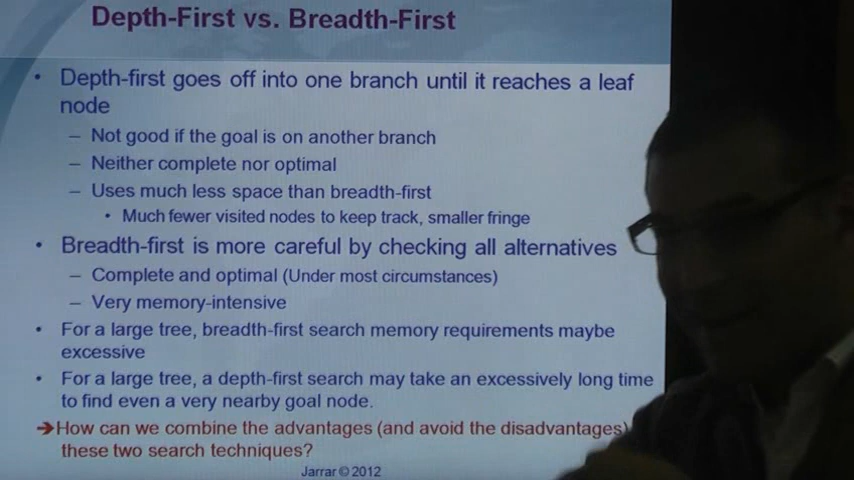 Depth-First vs. Breadth-First
• Depth-first goes off into one branch until it reaches a leaf
node
– Not good if the goal is on another branch
– Neither complete nor optimal
– Uses much less space than breadth-first
• Much fewer visited nodes to keep track, smaller fringe
• Breadth-first is more careful by checking all alternatives
– Complete and optimal (Under most circumstances)
– Very memory-intensive
• For a large tree, breadth-first search memory requirements maybe
excessive
• For a large tree, a depth-first search may take an excessively long time
to find even a very nearby goal node.
➔How can we combine the advantages (and avoid the disadvantages)
these two search techniques?
Jarrar © 2012